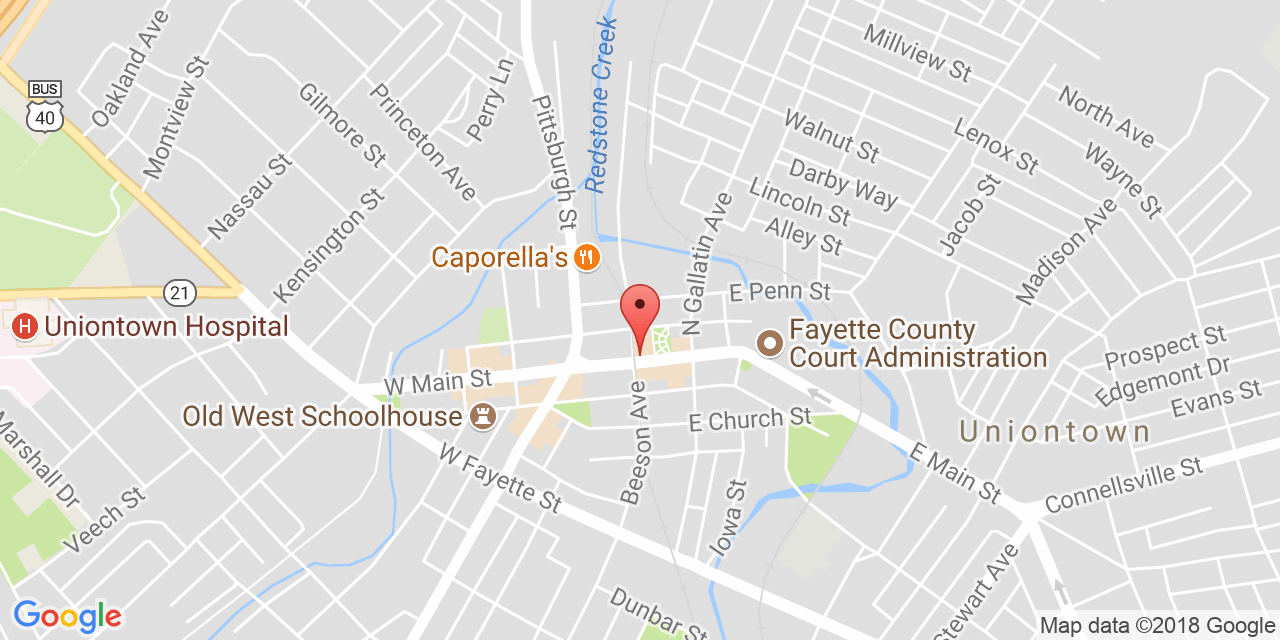 Oakland Ave
Montview St
BUS
40
Gilmore St
Princeton Ave
Perry Ln
Pittsburgh St
Redstone Creek
Millview St
North Ave
Walnut St
Lenox St
Wayne St
Darby Way
Lincoln St
Alley St
Jacob St
Madison Ave
Nassau St
Kensington St
Caporella's
N Gallatin Ave
E Penn St
21
H
Uniontown Hospital
Fayette County
Court Administration
Prospect St
Edgemont Dr
Evans St
W Main St
Old West Schoolhouse
Beeson Ave
E Church St
Uniontown
Marshall Dr
Veech St
W Fayette St
E Main St
Connellsville St
Iowa St
Dunbar St
Stewart Ave
Google
Map data ©2018 Google